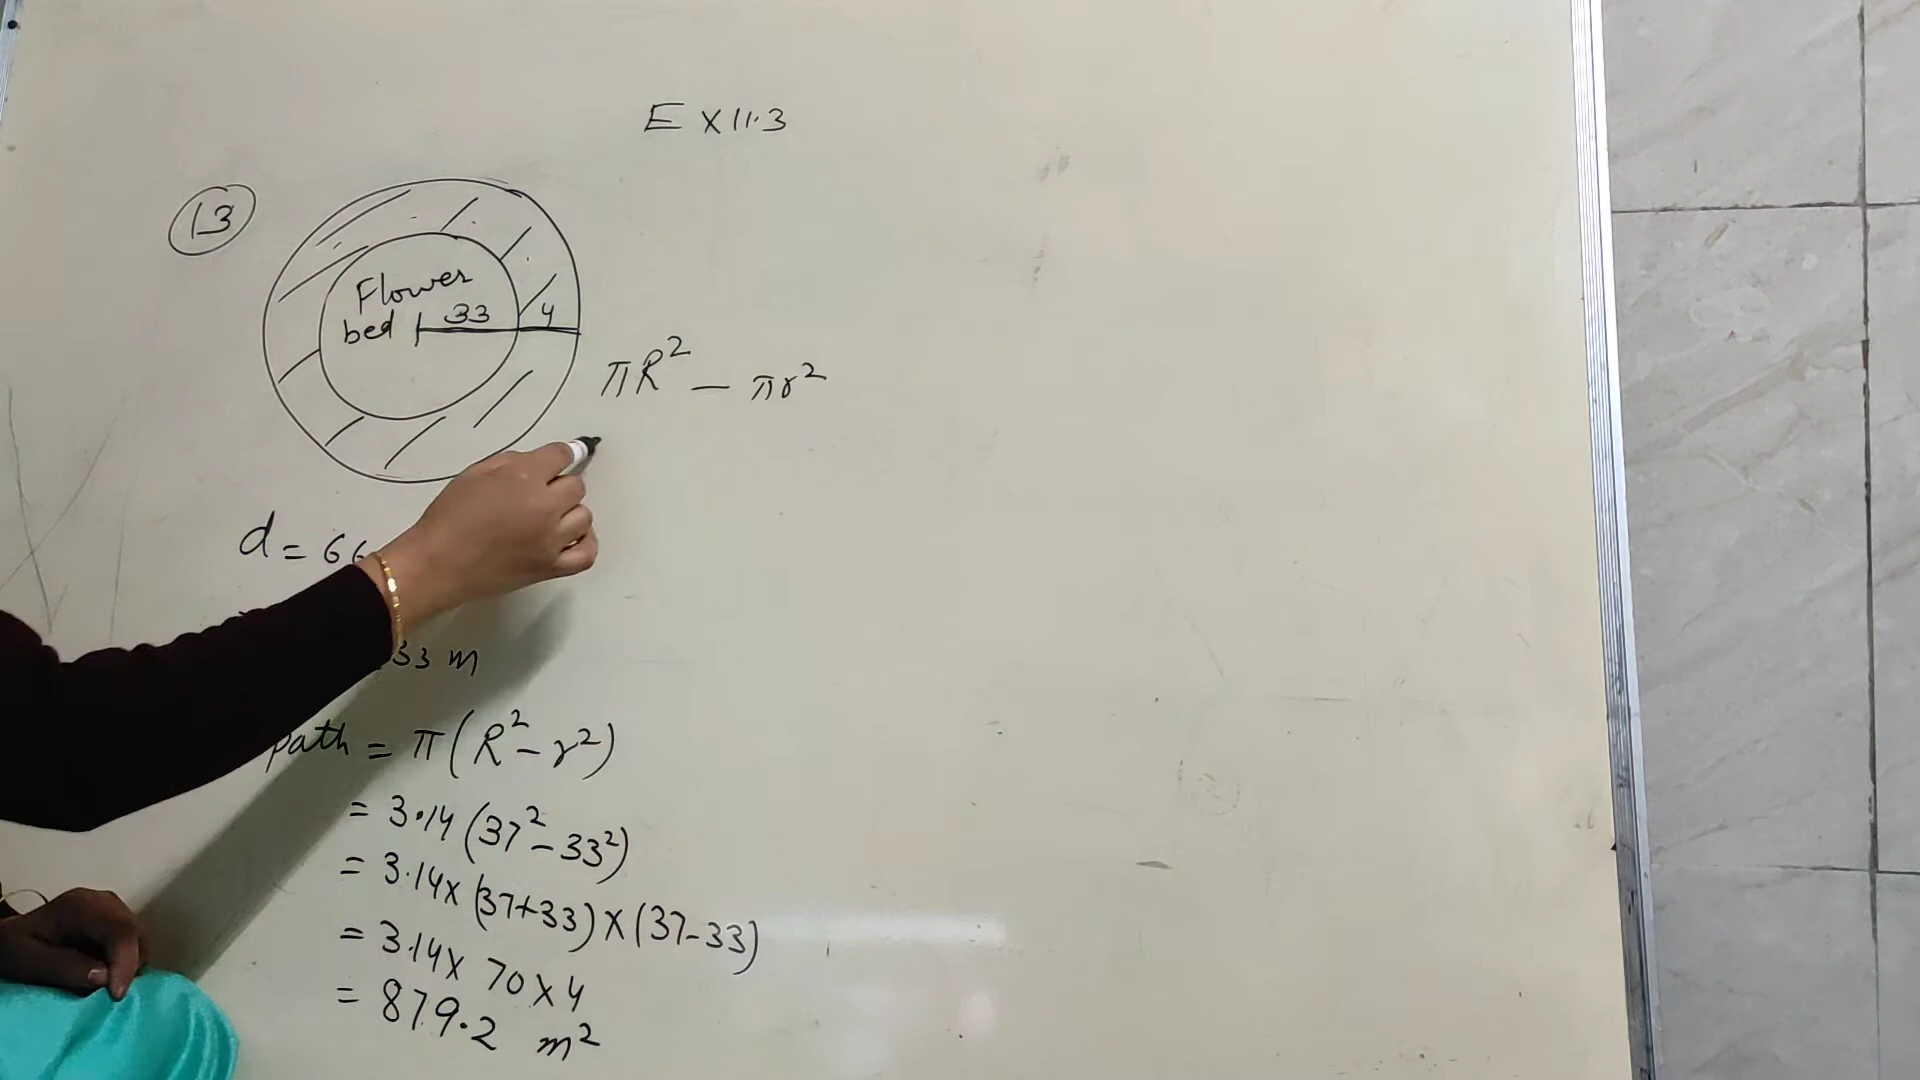 EX 11.3
13
Flower
bed 33 4
πR² - πr²
d = 66
33 m
path = π(R² - r²)
= 3.14 (37² - 33²)
= 3.14 x (37+33) x (37-33)
= 3.14 x 70 x 4
= 879.2 m²